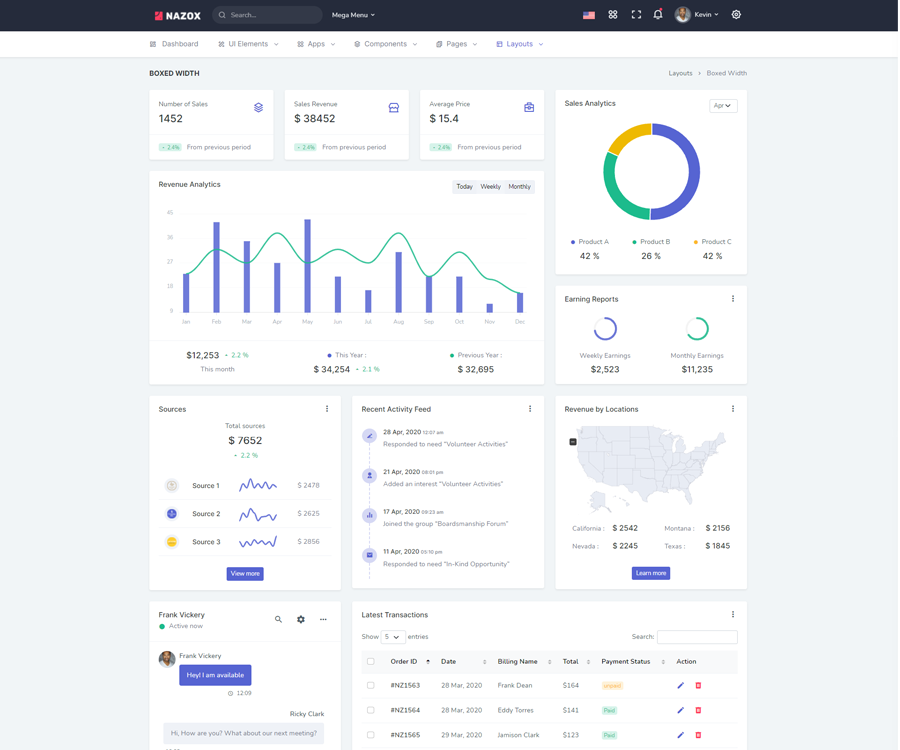 NAZOX Search... Mega Menu Kevin
Dashboard UI Elements Apps Components Pages Layouts
BOXED WIDTH Layouts Boxed Width
Number of Sales
1452
2.4% From previous period
Sales Revenue
$ 38452
2.4% From previous period
Average Price
$ 15.4
2.4% From previous period
Sales Analytics Apr
Product A Product B Product C
42 % 26 % 42 %
Revenue Analytics Today Weekly Monthly
45
36
27
18
9
Jan Feb Mar Apr May Jun Jul Aug Sep Oct Nov Dec
$12,253 2.2 %
This month
This Year :
$ 34,254 2.1 %
Previous Year :
$ 32,695
Earning Reports
Weekly Earnings
$2,523
Monthly Earnings
$11,235
Sources
Total sources
$ 7652
2.2 %
Source 1 $ 2478
Source 2 $ 2625
Source 3 $ 2856
View more
Recent Activity Feed
28 Apr, 2020 12:07 am
Responded to need "Volunteer Activities"
21 Apr, 2020 08:01 pm
Added an interest "Volunteer Activities"
17 Apr, 2020 09:23 am
Joined the group "Boardsmanship Forum"
11 Apr, 2020 05:10 pm
Responded to need "In-Kind Opportunity"
Revenue by Locations
California : $ 2542 Montana : $ 2156
Nevada : $ 2245 Texas : $ 1845
Learn more
Frank Vickery
Active now
Frank Vickery
Hey! I am available
12:09
Ricky Clark
Hi, How are you? What about our next meeting?
Latest Transactions
Show 5 entries Search:
Order ID Date Billing Name Total Payment Status Action
#NZ1563 28 Mar, 2020 Frank Dean $164 unpaid
#NZ1564 28 Mar, 2020 Eddy Torres $141 Paid
#NZ1565 29 Mar, 2020 Jamison Clark $123 Paid